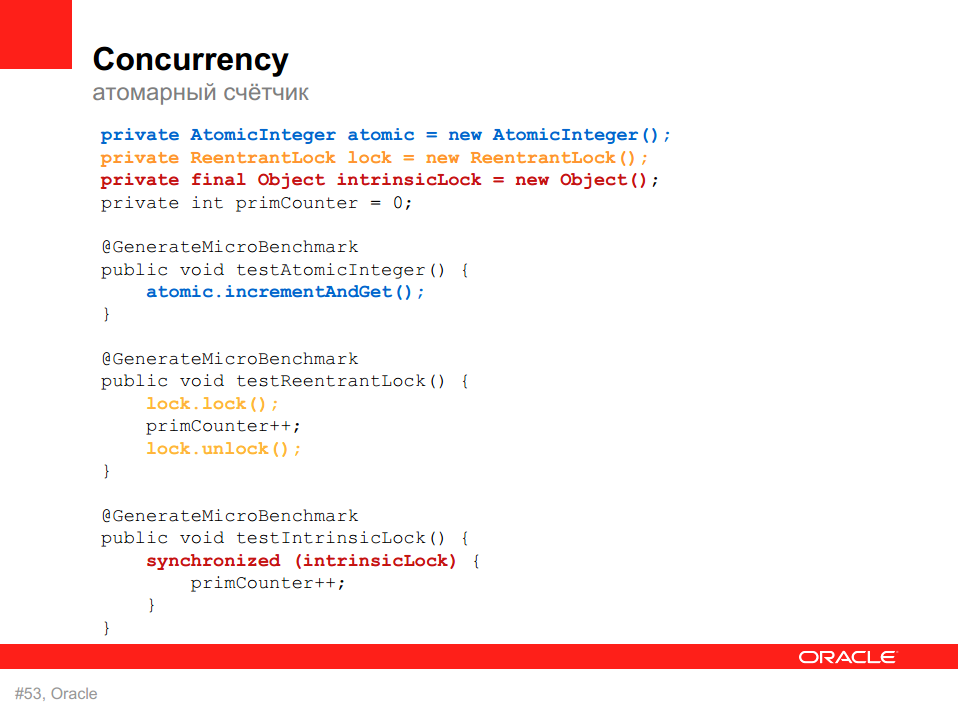 Concurrency
атомарный счётчик
private AtomicInteger atomic = new AtomicInteger();
private ReentrantLock lock = new ReentrantLock();
private final Object intrinsicLock = new Object();
private int primCounter = 0;
@GenerateMicroBenchmark
public void testAtomicInteger() {
    atomic.incrementAndGet();
}
@GenerateMicroBenchmark
public void testReentrantLock() {
    lock.lock();
    primCounter++;
    lock.unlock();
}
@GenerateMicroBenchmark
public void testIntrinsicLock() {
    synchronized (intrinsicLock) {
        primCounter++;
    }
}
ORACLE
#53, Oracle